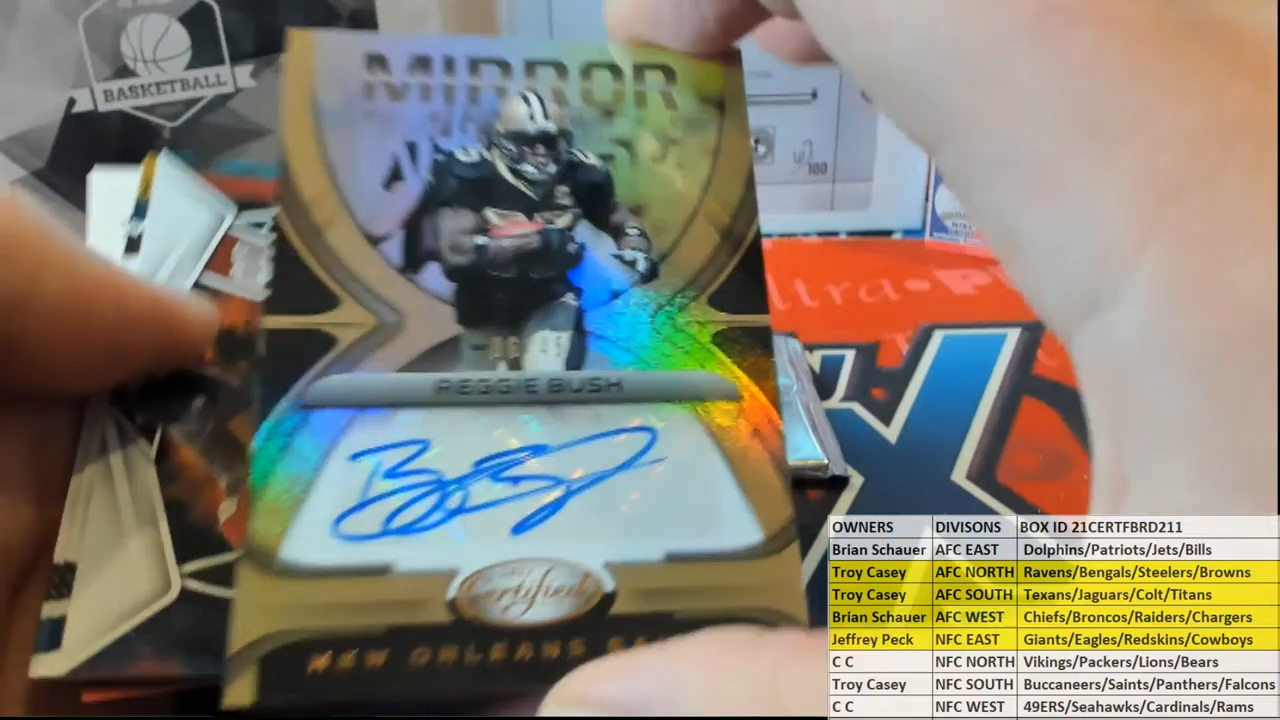 BASKETBALL
MIRROR
100
REGGIE BUSH
Certified
NEW ORLEANS
ltra
OWNERS DIVISONS BOX ID 21CERTFBRD211
Brian Schauer AFC EAST Dolphins/Patriots/Jets/Bills
Troy Casey AFC NORTH Ravens/Bengals/Steelers/Browns
Troy Casey AFC SOUTH Texans/Jaguars/Colt/Titans
Brian Schauer AFC WEST Chiefs/Broncos/Raiders/Chargers
Jeffrey Peck NFC EAST Giants/Eagles/Redskins/Cowboys
C C NFC NORTH Vikings/Packers/Lions/Bears
Troy Casey NFC SOUTH Buccaneers/Saints/Panthers/Falcons
C C NFC WEST 49ERS/Seahawks/Cardinals/Rams